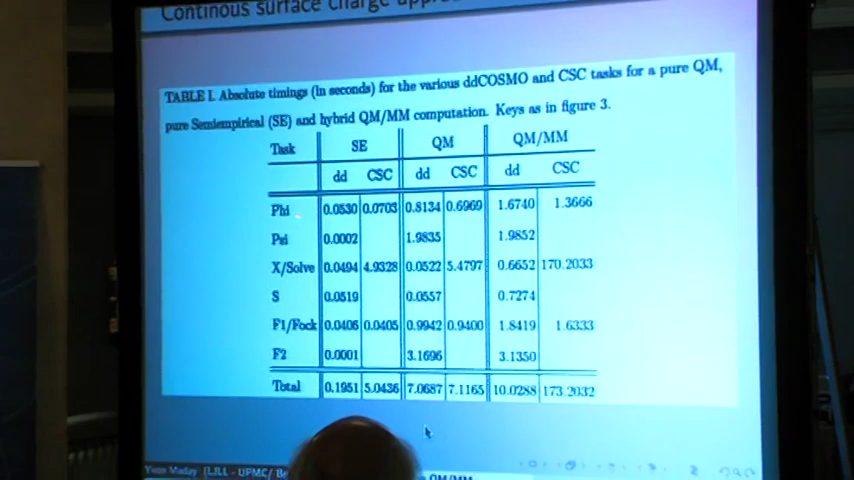 Continous surface charge
TABLE I. Absolute timings (in seconds) for the various ddCOSMO and CSC tasks for a pure QM,
pure Semiempirical (SE) and hybrid QM/MM computation. Keys as in figure 3.
Task SE QM QM/MM
dd CSC dd CSC dd CSC
Phi 0.0530 0.0703 0.8134 0.6969 1.6740 1.3666
Psi 0.0002 1.9835 1.9852
X/Solve 0.0494 4.9328 0.0522 5.4797 0.6652 170.2033
S 0.0519 0.0557 0.7274
F1/Fock 0.0406 0.0405 0.9942 0.9400 1.8419 1.6333
F2 0.0001 3.1696 3.1350
Total 0.1951 5.0436 7.0687 7.1165 10.0288 173.2032
Yvon Maday (LJLL - UPMC/ QM/MM